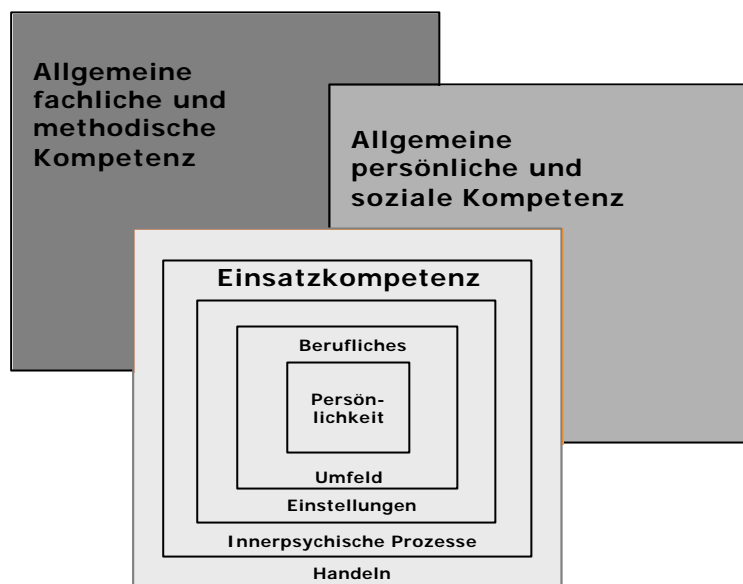 Allgemeine
fachliche und
methodische
Kompetenz
Allgemeine
persönliche und
soziale Kompetenz
Einsatzkompetenz
Berufliches
Persön-
lichkeit
Umfeld
Einstellungen
Innerpsychische Prozesse
Handeln